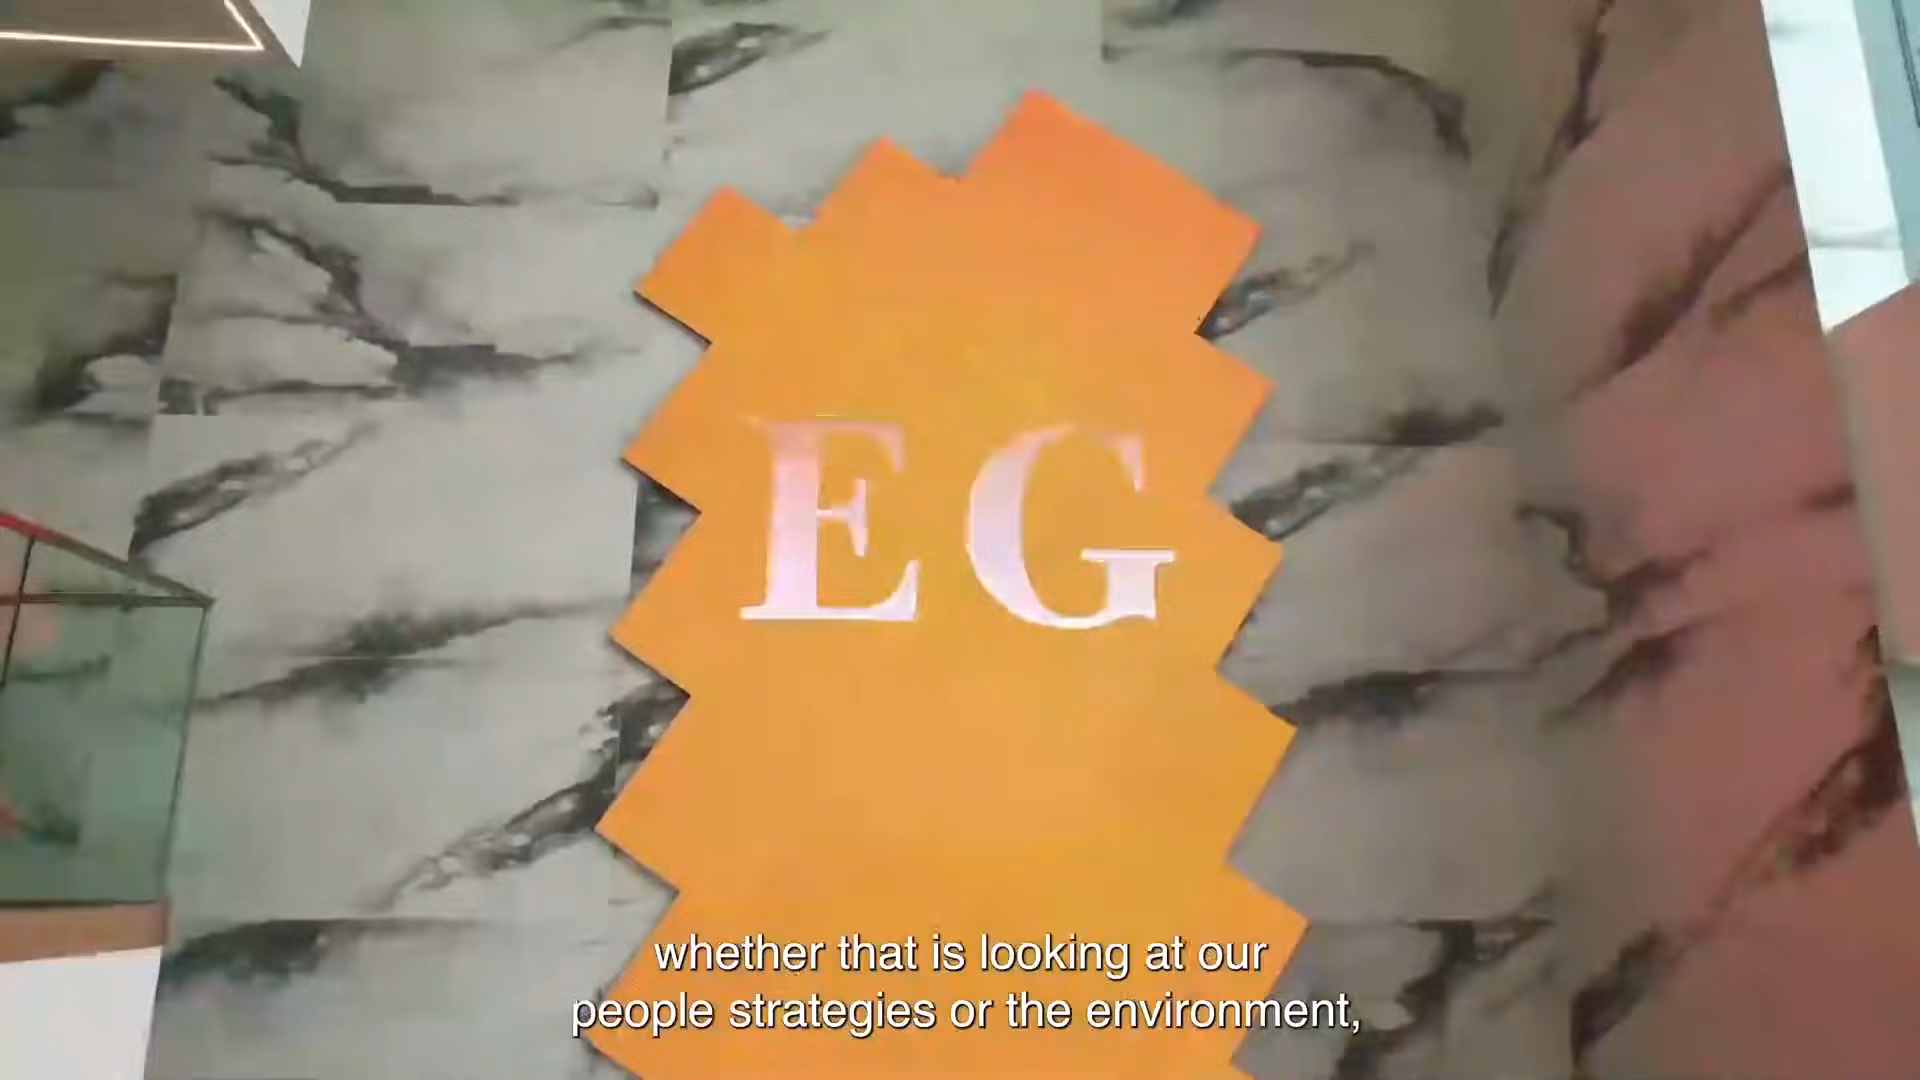 EG
whether that is looking at our
people strategies or the environment,